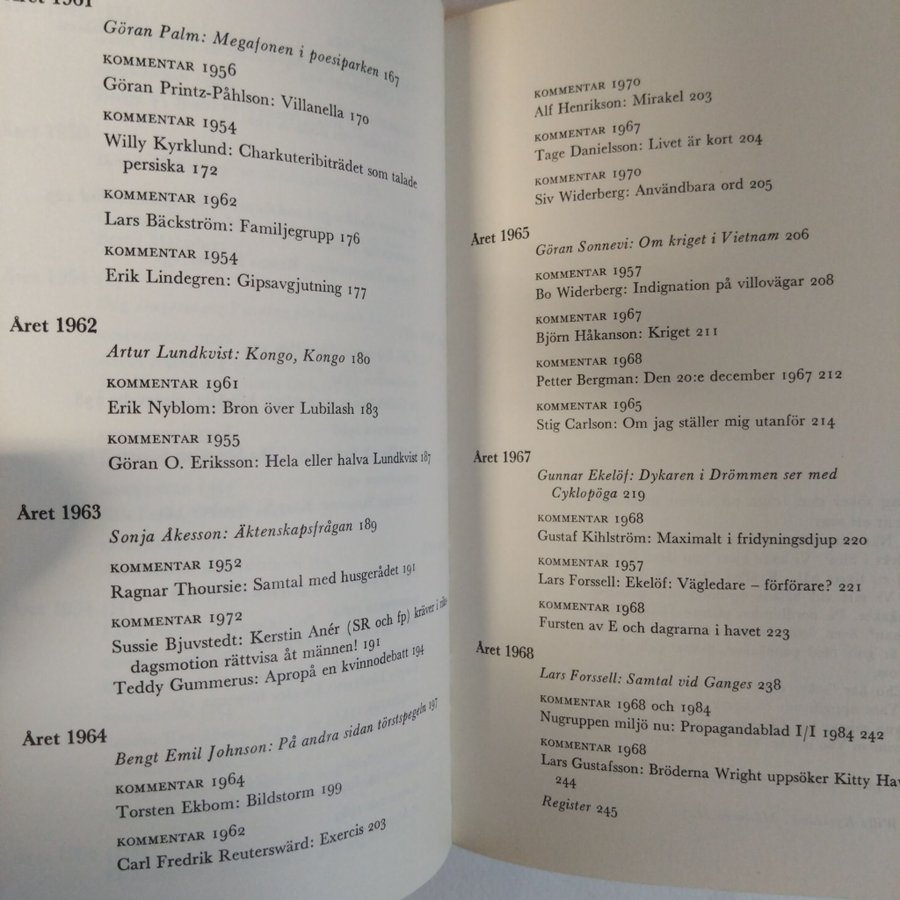 Året 1961
Göran Palm: Megafonen i poesiparken 167
KOMMENTAR 1956
Göran Printz-Påhlson: Villanella 170
KOMMENTAR 1954
Willy Kyrklund: Charkuteribiträdet som talade
persiska 172
KOMMENTAR 1962
Lars Bäckström: Familjegrupp 176
KOMMENTAR 1954
Erik Lindegren: Gipsavgjutning 177
Året 1962
Artur Lundkvist: Kongo, Kongo 180
KOMMENTAR 1961
Erik Nyblom: Bron över Lubilash 183
KOMMENTAR 1955
Göran O. Eriksson: Hela eller halva Lundkvist 187
Året 1963
Sonja Åkesson: Äktenskapsfrågan 189
KOMMENTAR 1952
Ragnar Thoursie: Samtal med husgerådet 191
KOMMENTAR 1972
Sussie Bjuvstedt: Kerstin Anér (SR och fp) kräver i riks-
dagsmotion rättvisa åt männen! 191
Teddy Gummerus: Apropå en kvinnodebatt 194
Året 1964
Bengt Emil Johnson: På andra sidan törstspegeln 197
KOMMENTAR 1964
Torsten Ekbom: Bildstorm 199
KOMMENTAR 1962
Carl Fredrik Reuterswärd: Exercis 203
KOMMENTAR 1970
Alf Henrikson: Mirakel 203
KOMMENTAR 1967
Tage Danielsson: Livet är kort 204
KOMMENTAR 1970
Siv Widerberg: Användbara ord 205
Året 1965
Göran Sonnevi: Om kriget i Vietnam 206
KOMMENTAR 1957
Bo Widerberg: Indignation på villovägar 208
KOMMENTAR 1967
Björn Håkanson: Kriget 211
KOMMENTAR 1968
Petter Bergman: Den 20:e december 1967 212
KOMMENTAR 1965
Stig Carlson: Om jag ställer mig utanför 214
Året 1967
Gunnar Ekelöf: Dykaren i Drömmen ser med
Cyklopöga 219
KOMMENTAR 1968
Gustaf Kihlström: Maximalt i fridyningsdjup 220
KOMMENTAR 1957
Lars Forssell: Ekelöf: Vägledare – förförare? 221
KOMMENTAR 1968
Fursten av E och dagrarna i havet 223
Året 1968
Lars Forssell: Samtal vid Ganges 238
KOMMENTAR 1968 och 1984
Nugruppen miljö nu: Propagandablad I/I 1984 242
KOMMENTAR 1968
Lars Gustafsson: Bröderna Wright uppsöker Kitty Hav
244
Register 245